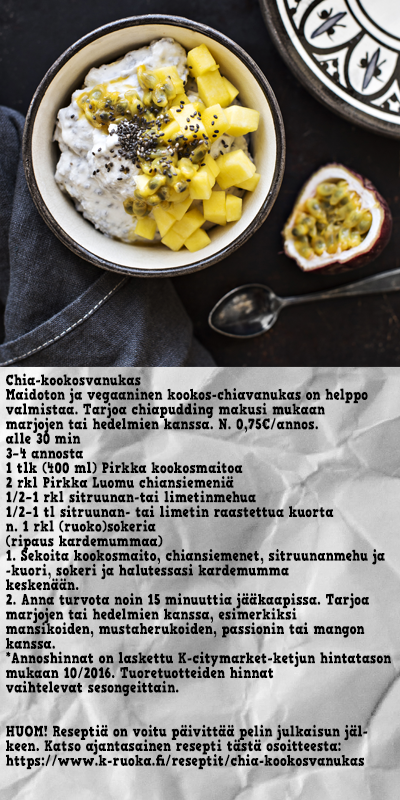 Chia-kookosvanukas
Maidoton ja vegaaninen kookos-chiavanukas on helppo
valmistaa. Tarjoa chiapudding makusi mukaan
marjojen tai hedelmien kanssa. N. 0,75€/annos.
alle 30 min
3-4 annosta
1 tlk (400 ml) Pirkka kookosmaitoa
2 rkl Pirkka Luomu chiansiemeniä
1/2-1 rkl sitruunan-tai limetinmehua
1/2-1 tl sitruunan- tai limetin raastettua kuorta
n. 1 rkl (ruoko)sokeria
(ripaus kardemummaa)
1. Sekoita kookosmaito, chiansiemenet, sitruunanmehu ja
-kuori, sokeri ja halutessasi kardemumma
keskenään.
2. Anna turvota noin 15 minuuttia jääkaapissa. Tarjoa
marjojen tai hedelmien kanssa, esimerkiksi
mansikoiden, mustaherukoiden, passionin tai mangon
kanssa.
*Annoshinnat on laskettu K-citymarket-ketjun hintatason
mukaan 10/2016. Tuoretuotteiden hinnat
vaihtelevat sesongeittain.
HUOM! Reseptiä on voitu päivittää pelin julkaisun jäl-
keen. Katso ajantasainen resepti tästä osoitteesta:
https://www.k-ruoka.fi/reseptit/chia-kookosvanukas